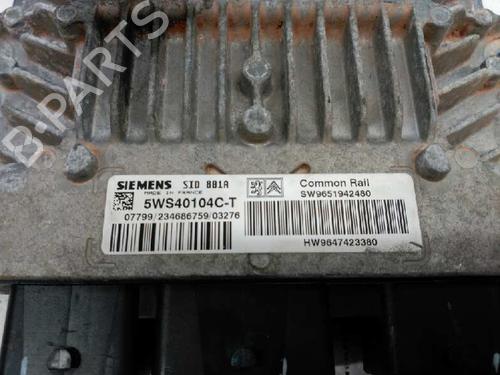 B-PARTS
SIEMENS SID 801A
MADE IN FRANCE
5WS40104C-T
07799/234686759/03276
Common Rail
SW9651942480
HW9647423380